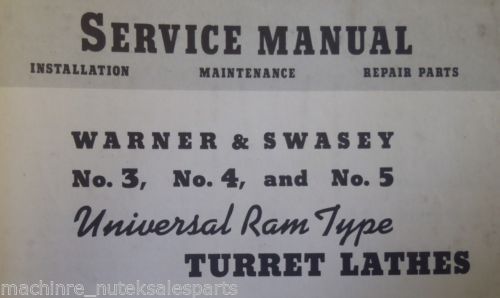 SERVICE MANUAL
INSTALLATION MAINTENANCE REPAIR PARTS
WARNER & SWASEY
No. 3, No. 4, and No. 5
Universal Ram Type
TURRET LATHES
machinre_nuteksalesparts